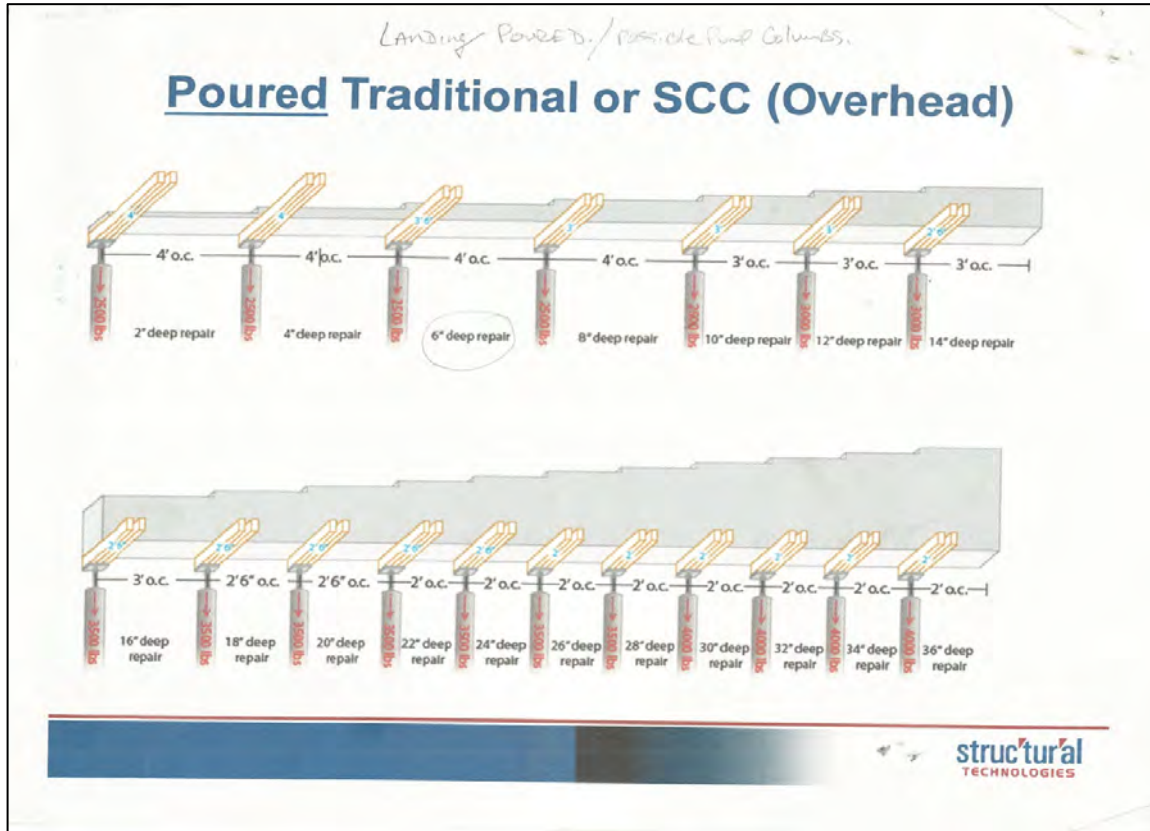 LANDing POURED./possible Pump Columbs.
Poured Traditional or SCC (Overhead)
4' 4' 3'6" 3' 3' 3' 2'6"
4' o.c. 4' o.c. 4' o.c. 4' o.c. 3' o.c. 3' o.c. 3' o.c.
2500 lbs 2500 lbs 2500 lbs 2500 lbs 2900 lbs 3000 lbs 3000 lbs
2" deep repair 4" deep repair 6" deep repair 8" deep repair 10" deep repair 12" deep repair 14" deep repair
2'6" 2'6" 2'6" 2'6" 2'6" 2' 2' 2' 2' 2' 2'
3' o.c. 2'6" o.c. 2'6" o.c. 2' o.c. 2' o.c. 2' o.c. 2' o.c. 2' o.c. 2' o.c. 2' o.c. 2' o.c.
3500 lbs 3500 lbs 3500 lbs 3500 lbs 3500 lbs 3500 lbs 3500 lbs 4000 lbs 4000 lbs 4000 lbs 4000 lbs
16" deep 18" deep 20" deep 22" deep 24" deep 26" deep 28" deep 30" deep 32" deep 34" deep 36" deep
repair repair repair repair repair repair repair repair repair repair repair
struc'tur'al
TECHNOLOGIES